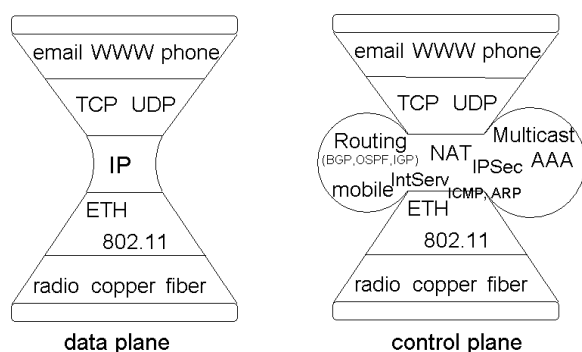 email WWW phone
TCP UDP
IP
ETH
802.11
radio copper fiber
data plane
email WWW phone
TCP UDP
Routing
(BGP,OSPF,IGP)
mobile
NAT
IntServ
IPSec
ICMP, ARP
Multicast
AAA
ETH
802.11
radio copper fiber
control plane